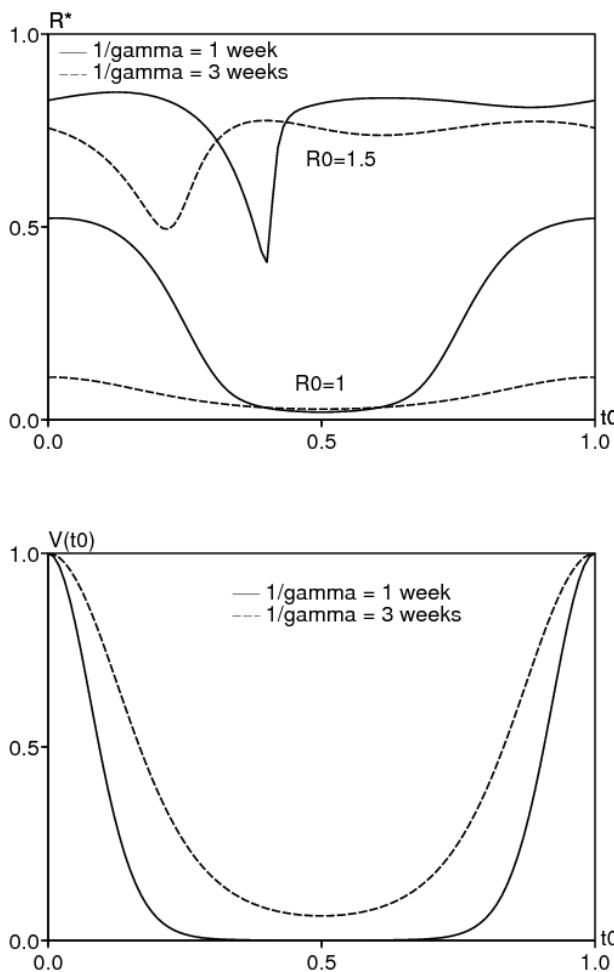 R*
1.0
1/gamma = 1 week
1/gamma = 3 weeks
R0=1.5
0.5
R0=1
0.0
t0
0.0 0.5 1.0
V(t0)
1.0
1/gamma = 1 week
1/gamma = 3 weeks
0.5
0.0
t0
0.0 0.5 1.0